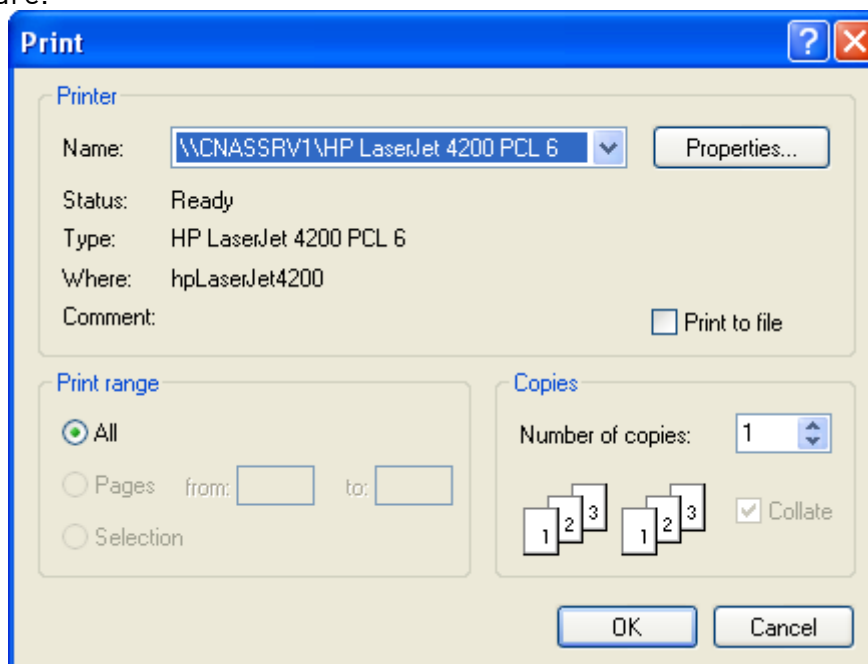 Print
Printer
Name: \\CNASSRV1\HP LaserJet 4200 PCL 6 Properties...
Status: Ready
Type: HP LaserJet 4200 PCL 6
Where: hpLaserJet4200
Comment: Print to file
Print range
All
Pages from: to:
Selection
Copies
Number of copies: 1
1 2 3 1 2 3 Collate
OK Cancel